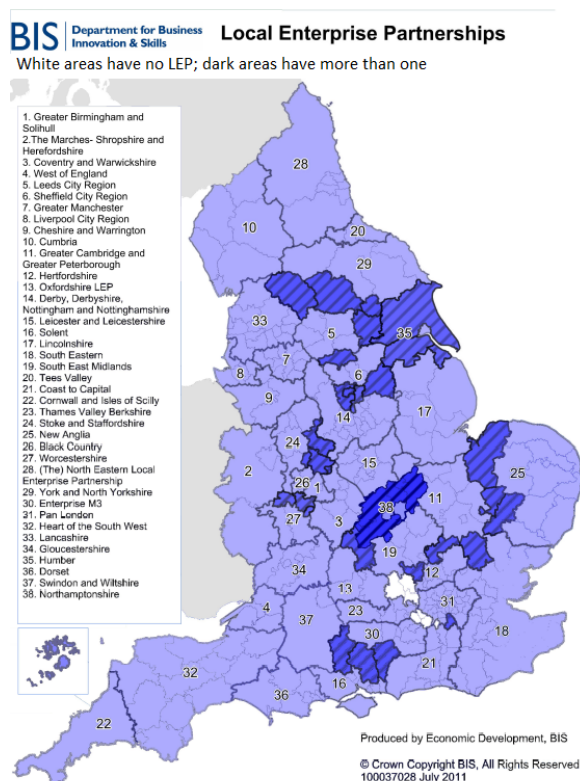 BIS | Department for Business
Innovation & Skills
Local Enterprise Partnerships
White areas have no LEP; dark areas have more than one
1. Greater Birmingham and
Solihull
2.The Marches- Shropshire and
Herefordshire
3. Coventry and Warwickshire
4. West of England
5. Leeds City Region
6. Sheffield City Region
7. Greater Manchester
8. Liverpool City Region
9. Cheshire and Warrington
10. Cumbria
11. Greater Cambridge and
Greater Peterborough
12. Hertfordshire
13. Oxfordshire LEP
14. Derby, Derbyshire,
Nottingham and Nottinghamshire
15. Leicester and Leicestershire
16. Solent
17. Lincolnshire
18. South Eastern
19. South East Midlands
20. Tees Valley
21. Coast to Capital
22. Cornwall and Isles of Scilly
23. Thames Valley Berkshire
24. Stoke and Staffordshire
25. New Anglia
26. Black Country
27. Worcestershire
28. (The) North Eastern Local
Enterprise Partnership
29. York and North Yorkshire
30. Enterprise M3
31. Pan London
32. Heart of the South West
33. Lancashire
34. Gloucestershire
35. Humber
36. Dorset
37. Swindon and Wiltshire
38. Northamptonshire
28
10
20
29
33
5
35
7
8
6
9
14
17
24
2
15
25
26
1
11
27
3
38
19
12
34
13
31
4
37
23
30
18
32
21
16
36
22
Produced by Economic Development, BIS
© Crown Copyright BIS, All Rights Reserved
100037028 July 2011